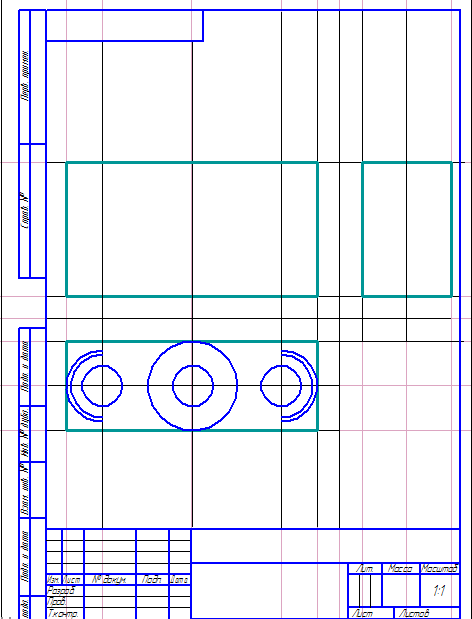 Перв. примен.
Справ. №
Подп. и дата
Инв. № дубл.
Взам. инв. №
Подп. и дата
Изм. Лист № докум. Подп. Дата
Разраб.
Пров.
Т.контр.
Лит. Масса Масштаб
1:1
Лист Листов